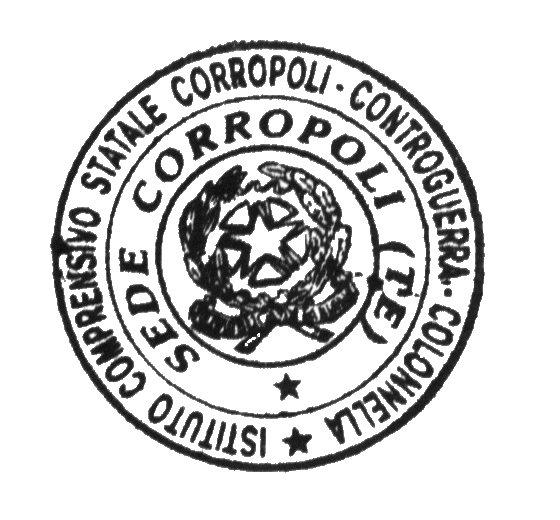 ISTITUTO COMPRENSIVO STATALE CORROPOLI - CONTROGUERRA - COLONNELLA
SEDE CORROPOLI (TE)